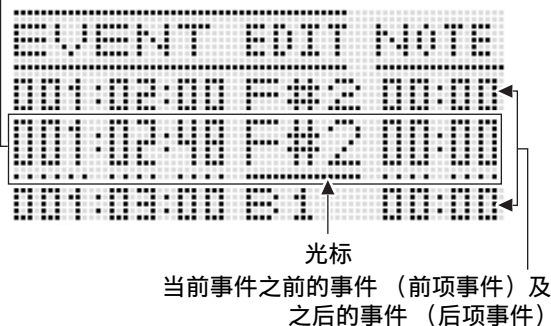 EVENT EDIT NOTE
001:02:00 F#2 00:00
001:02:48 F#2 00:00
001:03:00 B 1 00:00
光标
当前事件之前的事件 （前项事件）及
之后的事件 （后项事件）